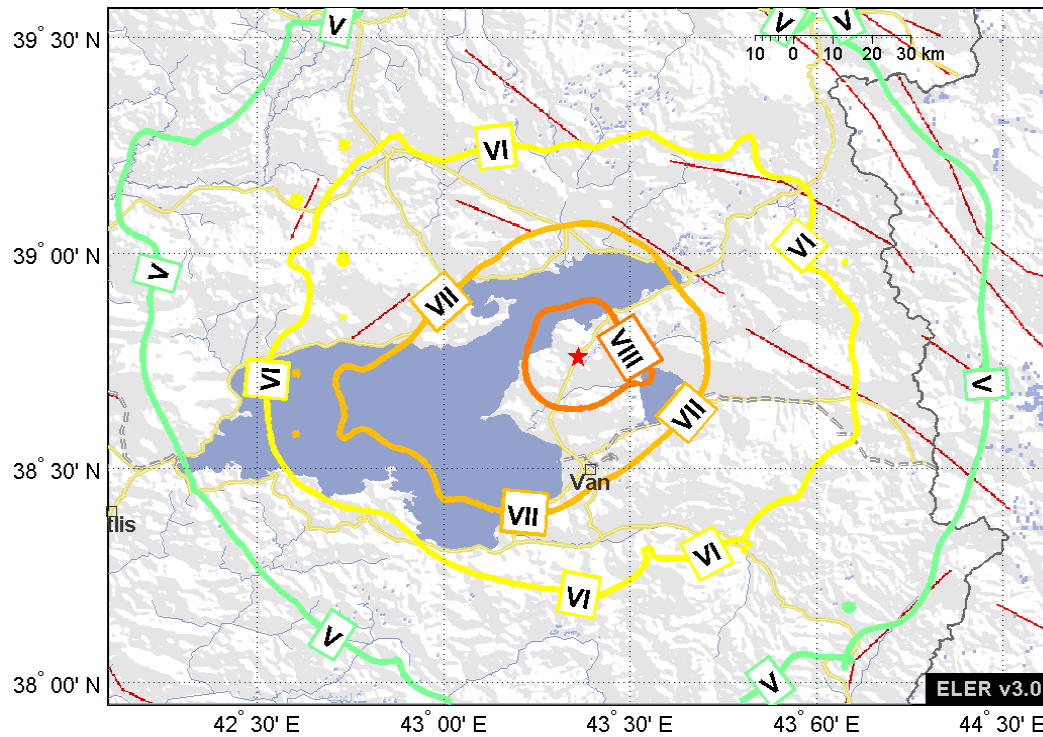 V
V
V
39° 30' N
10 0 10 20 30 km
VI
VI
39° 00' N
V
VII
VIII
VI
V
VII
38° 30' N
Van
VII
tlis
VI
VI
V
38° 00' N
V
ELER v3.0
42° 30' E
43° 00' E
43° 30' E
43° 60' E
44° 30' E